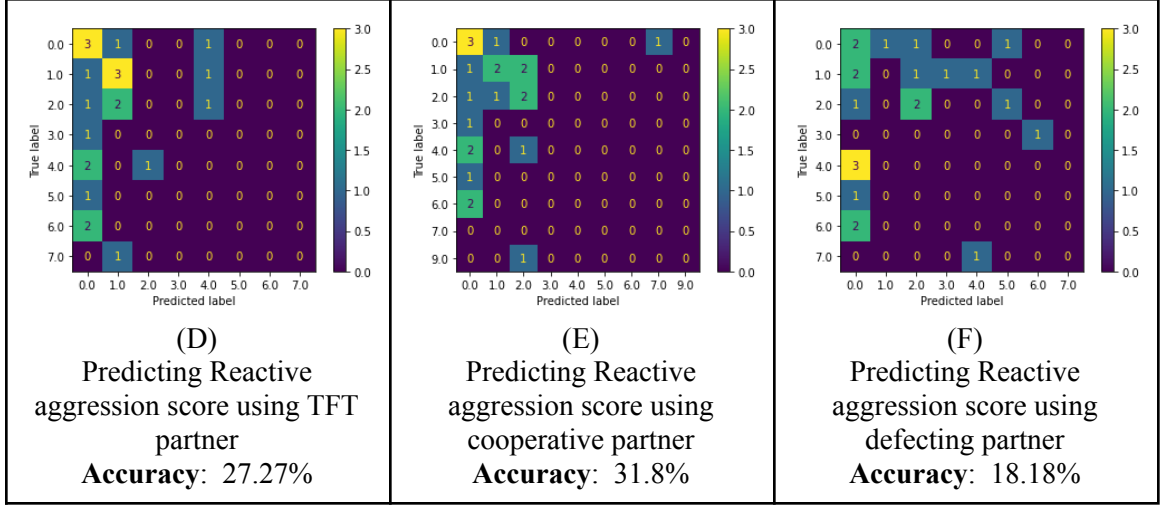 0.0 3 1 0 0 1 0 0 0
1.0 1 3 0 0 1 0 0 0
2.0 1 2 0 0 1 0 0 0
3.0 1 0 0 0 0 0 0 0
4.0 2 0 1 0 0 0 0 0
5.0 1 0 0 0 0 0 0 0
6.0 2 0 0 0 0 0 0 0
7.0 0 1 0 0 0 0 0 0
0.0 1.0 2.0 3.0 4.0 5.0 6.0 7.0
True label
Predicted label
3.0
2.5
2.0
1.5
1.0
0.5
0.0
(D)
Predicting Reactive
aggression score using TFT
partner
Accuracy: 27.27%
0.0 3 1 0 0 0 0 0 1 0
1.0 1 2 2 0 0 0 0 0 0
2.0 1 1 2 0 0 0 0 0 0
3.0 1 0 0 0 0 0 0 0 0
4.0 2 0 1 0 0 0 0 0 0
5.0 1 0 0 0 0 0 0 0 0
6.0 2 0 0 0 0 0 0 0 0
7.0 0 0 0 0 0 0 0 0 0
9.0 0 0 1 0 0 0 0 0 0
0.0 1.0 2.0 3.0 4.0 5.0 6.0 7.0 9.0
True label
Predicted label
3.0
2.5
2.0
1.5
1.0
0.5
0.0
(E)
Predicting Reactive
aggression score using
cooperative partner
Accuracy: 31.8%
0.0 2 1 1 0 0 1 0 0
1.0 2 0 1 1 1 0 0 0
2.0 1 0 2 0 0 1 0 0
3.0 0 0 0 0 0 0 1 0
4.0 3 0 0 0 0 0 0 0
5.0 1 0 0 0 0 0 0 0
6.0 2 0 0 0 0 0 0 0
7.0 0 0 0 0 1 0 0 0
0.0 1.0 2.0 3.0 4.0 5.0 6.0 7.0
True label
Predicted label
3.0
2.5
2.0
1.5
1.0
0.5
0.0
(F)
Predicting Reactive
aggression score using
defecting partner
Accuracy: 18.18%